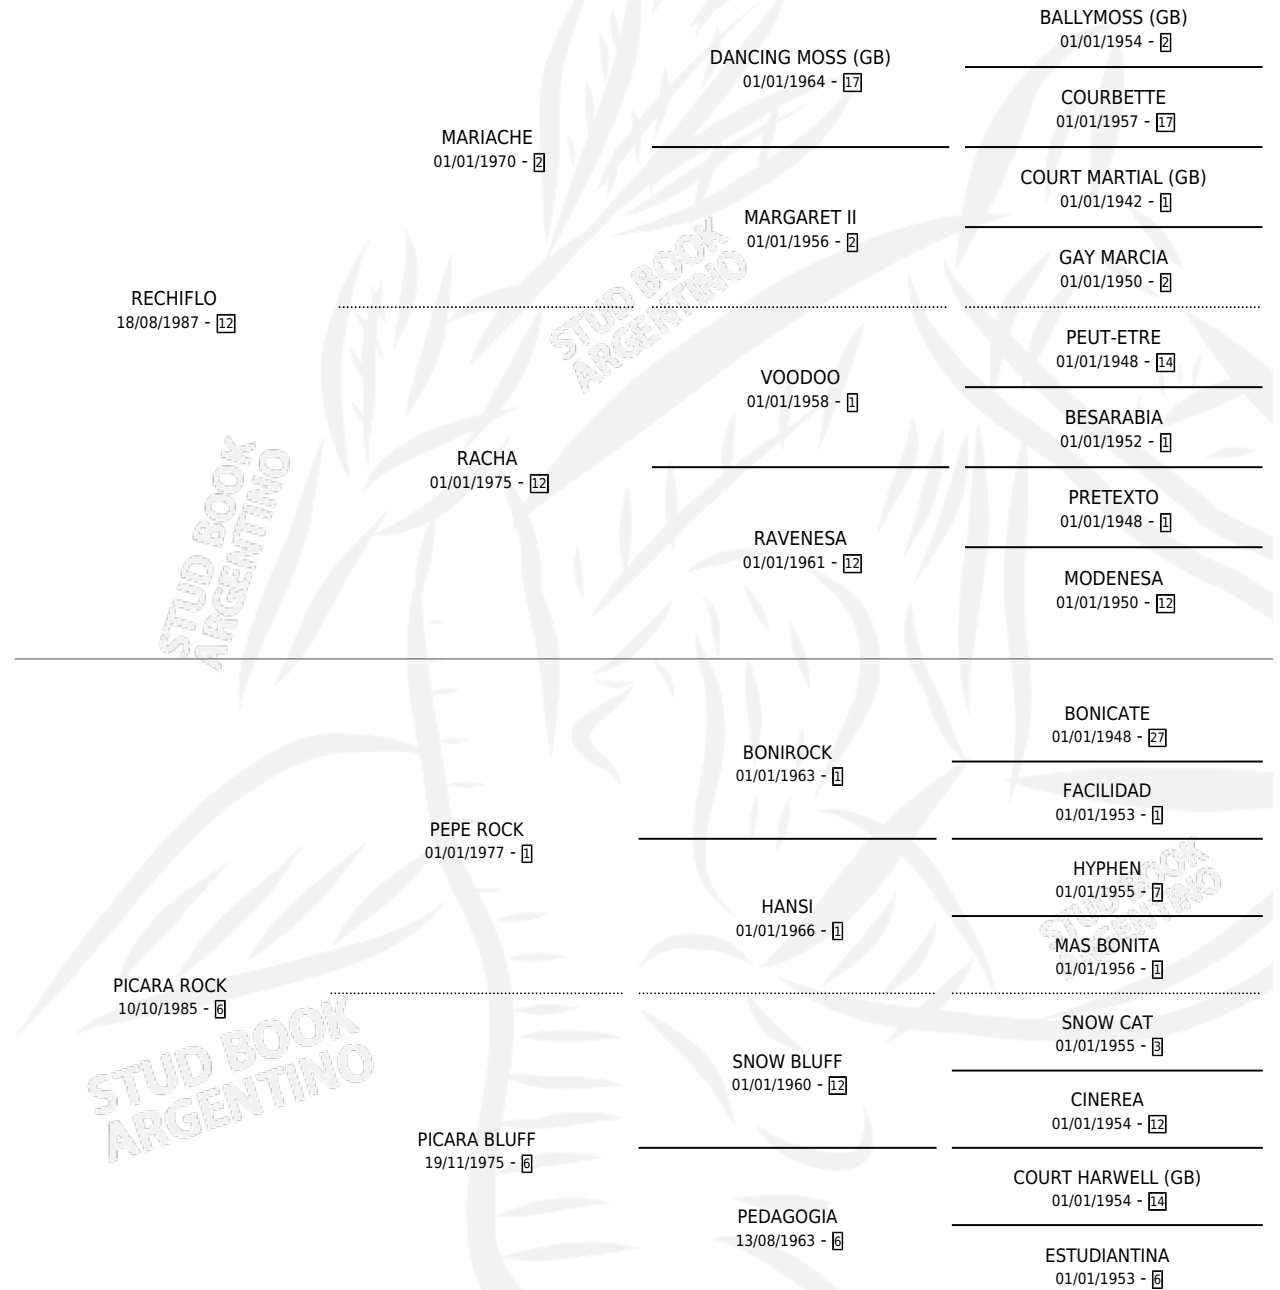 BALLYMOSS (GB)
01/01/1954 - 2
DANCING MOSS (GB)
01/01/1964 - 17
COURBETTE
01/01/1957 - 17
MARIACHE
01/01/1970 - 2
COURT MARTIAL (GB)
01/01/1942 - 1
MARGARET II
01/01/1956 - 2
GAY MARCIA
01/01/1950 - 2
RECHIFLO
18/08/1987 - 12
PEUT-ETRE
01/01/1948 - 14
VOODOO
01/01/1958 - 1
BESARABIA
01/01/1952 - 1
RACHA
01/01/1975 - 12
PRETEXTO
01/01/1948 - 1
RAVENESA
01/01/1961 - 12
MODENESA
01/01/1950 - 12
BONICATE
01/01/1948 - 27
BONIROCK
01/01/1963 - 1
FACILIDAD
01/01/1953 - 1
PEPE ROCK
01/01/1977 - 1
HYPHEN
01/01/1955 - 7
HANSI
01/01/1966 - 1
MAS BONITA
01/01/1956 - 1
PICARA ROCK
10/10/1985 - 6
SNOW CAT
01/01/1955 - 3
SNOW BLUFF
01/01/1960 - 12
CINEREA
01/01/1954 - 12
PICARA BLUFF
19/11/1975 - 6
COURT HARWELL (GB)
01/01/1954 - 14
PEDAGOGIA
13/08/1963 - 6
ESTUDIANTINA
01/01/1953 - 6
STUD BOOK
ARGENTINO
STUD BOOK
ARGENTINO
STUD BOOK
ARGENTINO
STUD BOOK
ARGENTINO